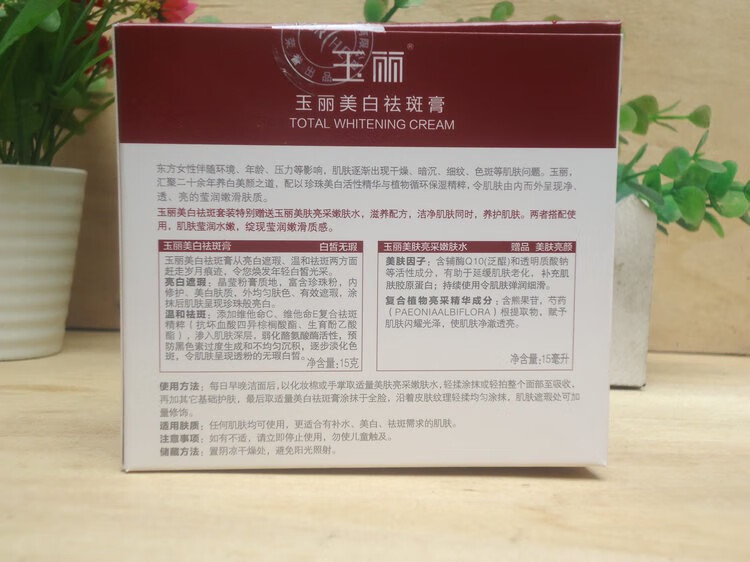 玉丽®
玉丽美白祛斑膏
TOTAL WHITENING CREAM
东方女性伴随环境、年龄、压力等影响，肌肤逐渐出现干燥、暗沉、细纹、色斑等肌肤问题。玉丽，
汇聚二十余年养白美颜之道，配以珍珠美白活性精华与植物循环保湿精粹，令肌肤由内而外呈现净、
透、亮的莹润嫩滑肤质。
玉丽美白祛斑套装特别赠送玉丽美肤亮采嫩肤水，滋养配方，洁净肌肤同时，养护肌肤。两者搭配使
用，肌肤莹润水嫩，绽现莹润嫩滑质感。
玉丽美白祛斑膏 白皙无瑕
玉丽美白祛斑膏从亮白遮瑕、温和祛斑两方面
赶走岁月痕迹，令您焕发年轻白皙光采。
亮白遮瑕：晶莹粉膏质地，富含珍珠粉，内
修护、美白肤质，外均匀肤色、有效遮瑕，涂
抹后肌肤呈现珍珠般亮白。
温和祛斑：添加维他命C、维他命E复合祛斑
精粹（抗坏血酸四异棕榈酸酯、生育酚乙酸
酯），渗入肌肤深层，弱化酪氨酸酶活性，预
防黑色素过度生成和不均匀沉积，逐步淡化色
斑，令肌肤呈现透粉的无瑕白皙。
净含量：15克
玉丽美肤亮采嫩肤水 赠品 美肤亮颜
美肤因子：含辅酶Q10(泛醌)和透明质酸钠
等活性成分，有助于延缓肌肤老化，补充肌
肤胶原蛋白；持续使用令肌肤弹润细滑。
复合植物亮采精华成分：含熊果苷，芍药
（PAEONIAALBIFLORA）根提取物，赋予
肌肤闪耀光泽，使肌肤净澈透亮。
净含量：15毫升
使用方法：每日早晚洁面后，以化妆棉或手掌取适量美肤亮采嫩肤水，轻揉涂抹或轻拍整个面部至吸收，
再加其它基础护肤，最后取适量美白祛斑膏涂抹于全脸，沿着皮肤纹理轻揉均匀涂抹，肌肤遮瑕处可加
量修饰。
适用肤质：任何肌肤均可使用，更适合有补水、美白、祛斑需求的肌肤。
注意事项：如有不适，请立即停止使用，勿使儿童触及。
储藏方法：置阴凉干燥处，避免阳光照射。